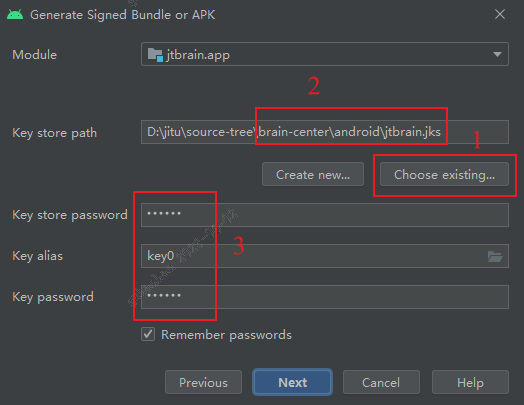 Generate Signed Bundle or APK
Module
jtbrain.app
2
Key store path
D:\jitu\source-tree\brain-center\android\jtbrain.jks
1
Create new...
Choose existing...
Key store password
••••••
3
Key alias
key0
Key password
••••••
Remember passwords
Previous
Next
Cancel
Help